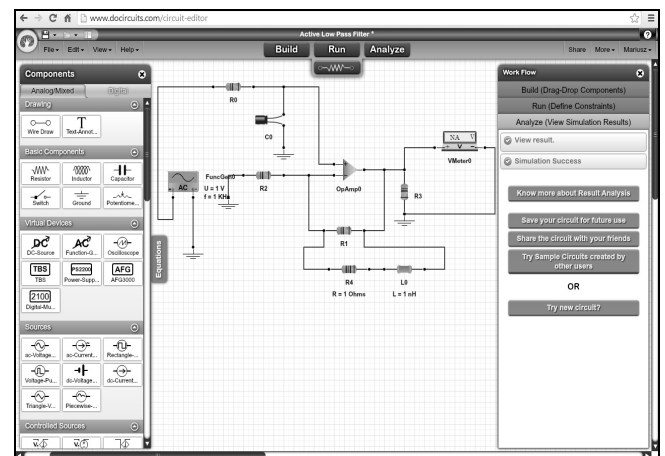 www.docircuits.com/circuit-editor
Active Low Pass Filter *
File
Edit
View
Help
Build
Run
Analyze
Share
More
Mariusz
Components
Analog/Mixed
Digital
Drawing
Wire Draw
Text-Annot...
Basic Components
Resistor
Inductor
Capacitor
Switch
Ground
Potentiome...
Virtual Devices
DC
AC
DC-Source
Function-G...
Oscilloscope
TBS
PS2200
AFG
TBS
Power-Supp...
AFG3000
2100
Digital-Mu...
Sources
ac-Voltage...
ac-Current...
Rectangle-...
Voltage-Pu...
dc-Voltage...
dc-Current...
Triangle-V...
Piecewise-...
Controlled Sources
Equations
R0
C0
AC
FuncGen0
U = 1 V
f = 1 KHz
R2
OpAmp0
NA V
- V +
VMeter0
R3
R1
R4
R = 1 Ohms
L0
L = 1 nH
Work Flow
Build (Drag-Drop Components)
Run (Define Constraints)
Analyze (View Simulation Results)
View result.
Simulation Success
Know more about Result Analysis
Save your circuit for future use
Share the circuit with your friends
Try Sample Circuits created by
other users
OR
Try new circuit?